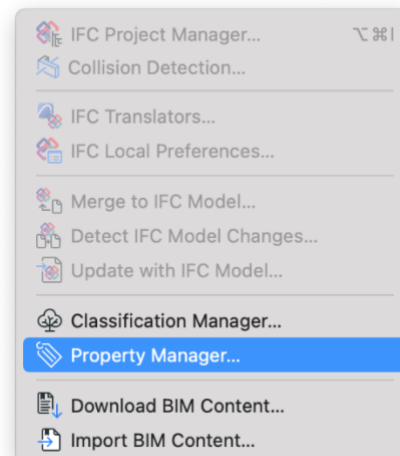 IFC Project Manager... ⌥⌘I
Collision Detection...
IFC Translators...
IFC Local Preferences...
Merge to IFC Model...
Detect IFC Model Changes...
Update with IFC Model...
Classification Manager...
Property Manager...
Download BIM Content...
Import BIM Content...